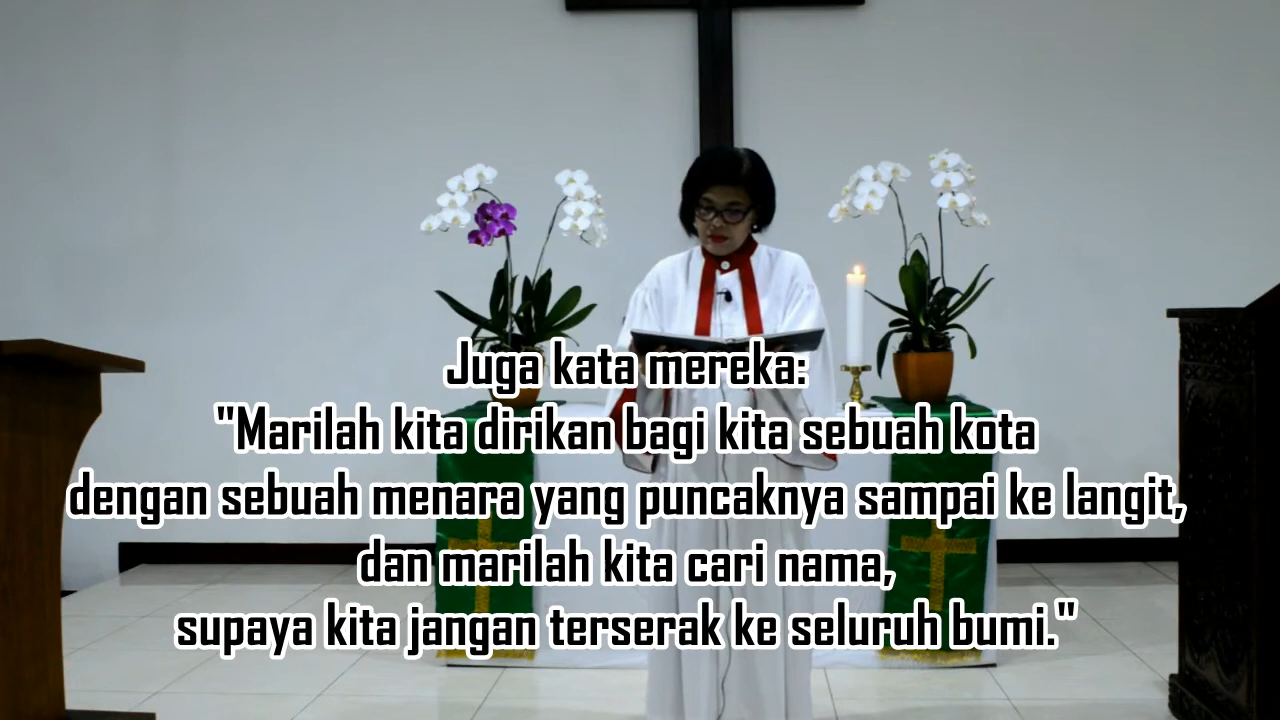 Juga kata mereka:
"Marilah kita dirikan bagi kita sebuah kota
dengan sebuah menara yang puncaknya sampai ke langit,
dan marilah kita cari nama,
supaya kita jangan terserak ke seluruh bumi."